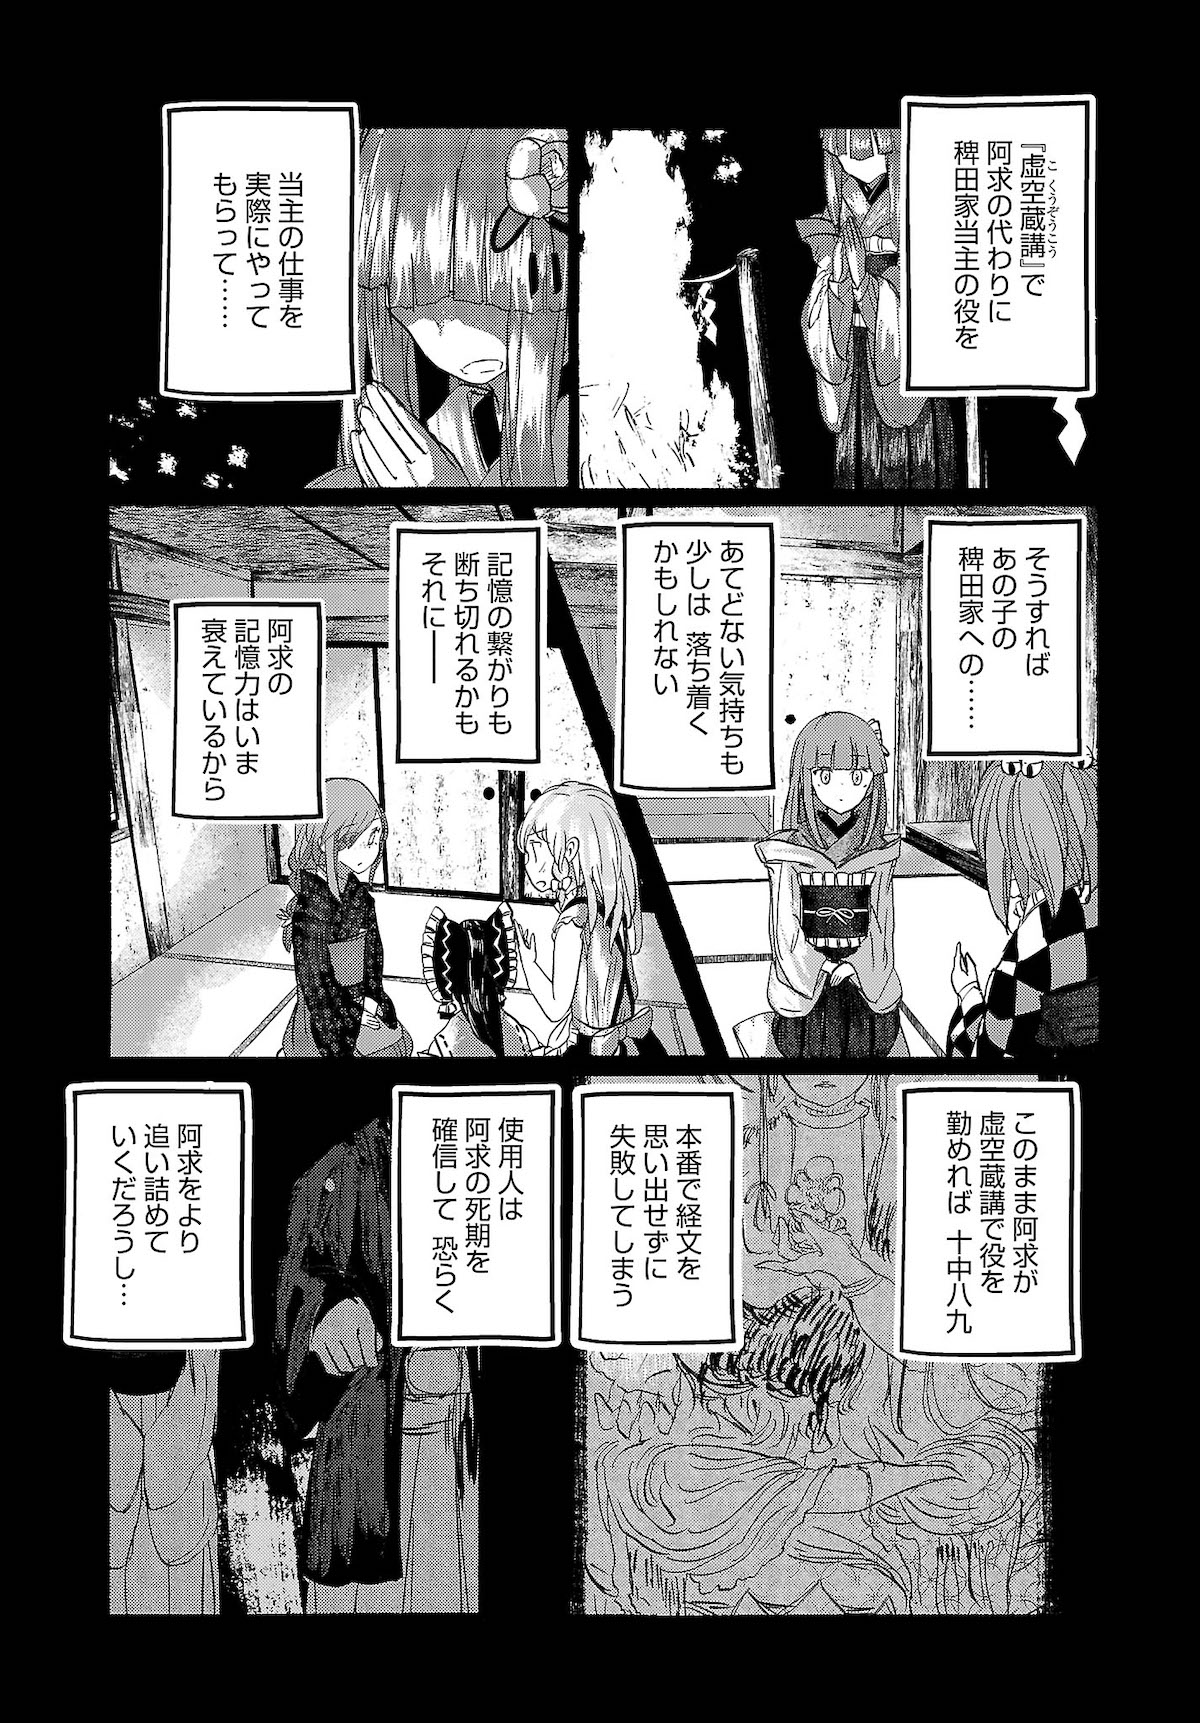 『虚空蔵講』で
こくうぞうこう
阿求の代わりに
稗田家当主の役を
当主の仕事を
実際にやって
もらって……
そうすれば
あの子の
稗田家への……
あてどない気持ちも
少しは 落ち着く
かもしれない
記憶の繋がりも
断ち切れるかも
それに――
阿求の
記憶力はいま
衰えているから
このまま阿求が
虚空蔵講で役を
勤めれば 十中八九
本番で経文を
思い出せずに
失敗してしまう
使用人は
阿求の死期を
確信して 恐らく
阿求をより
追い詰めて
いくだろうし…